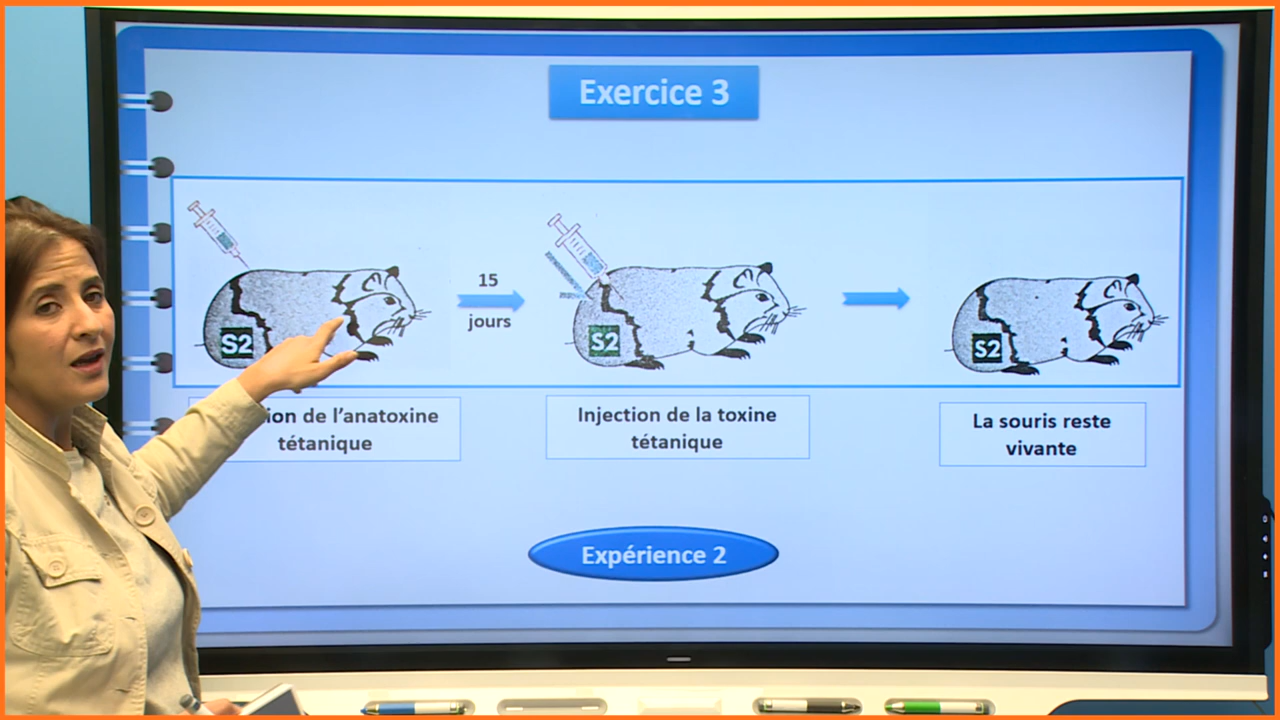 Exercice 3
15
jours
S2
S2
S2
de l'anatoxine
tétanique
Injection de la toxine
tétanique
La souris reste
vivante
Expérience 2